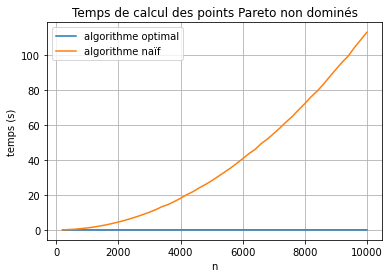 Temps de calcul des points Pareto non dominés
algorithme optimal
algorithme naïf
100
80
60
40
20
0
temps (s)
0 2000 4000 6000 8000 10000
n